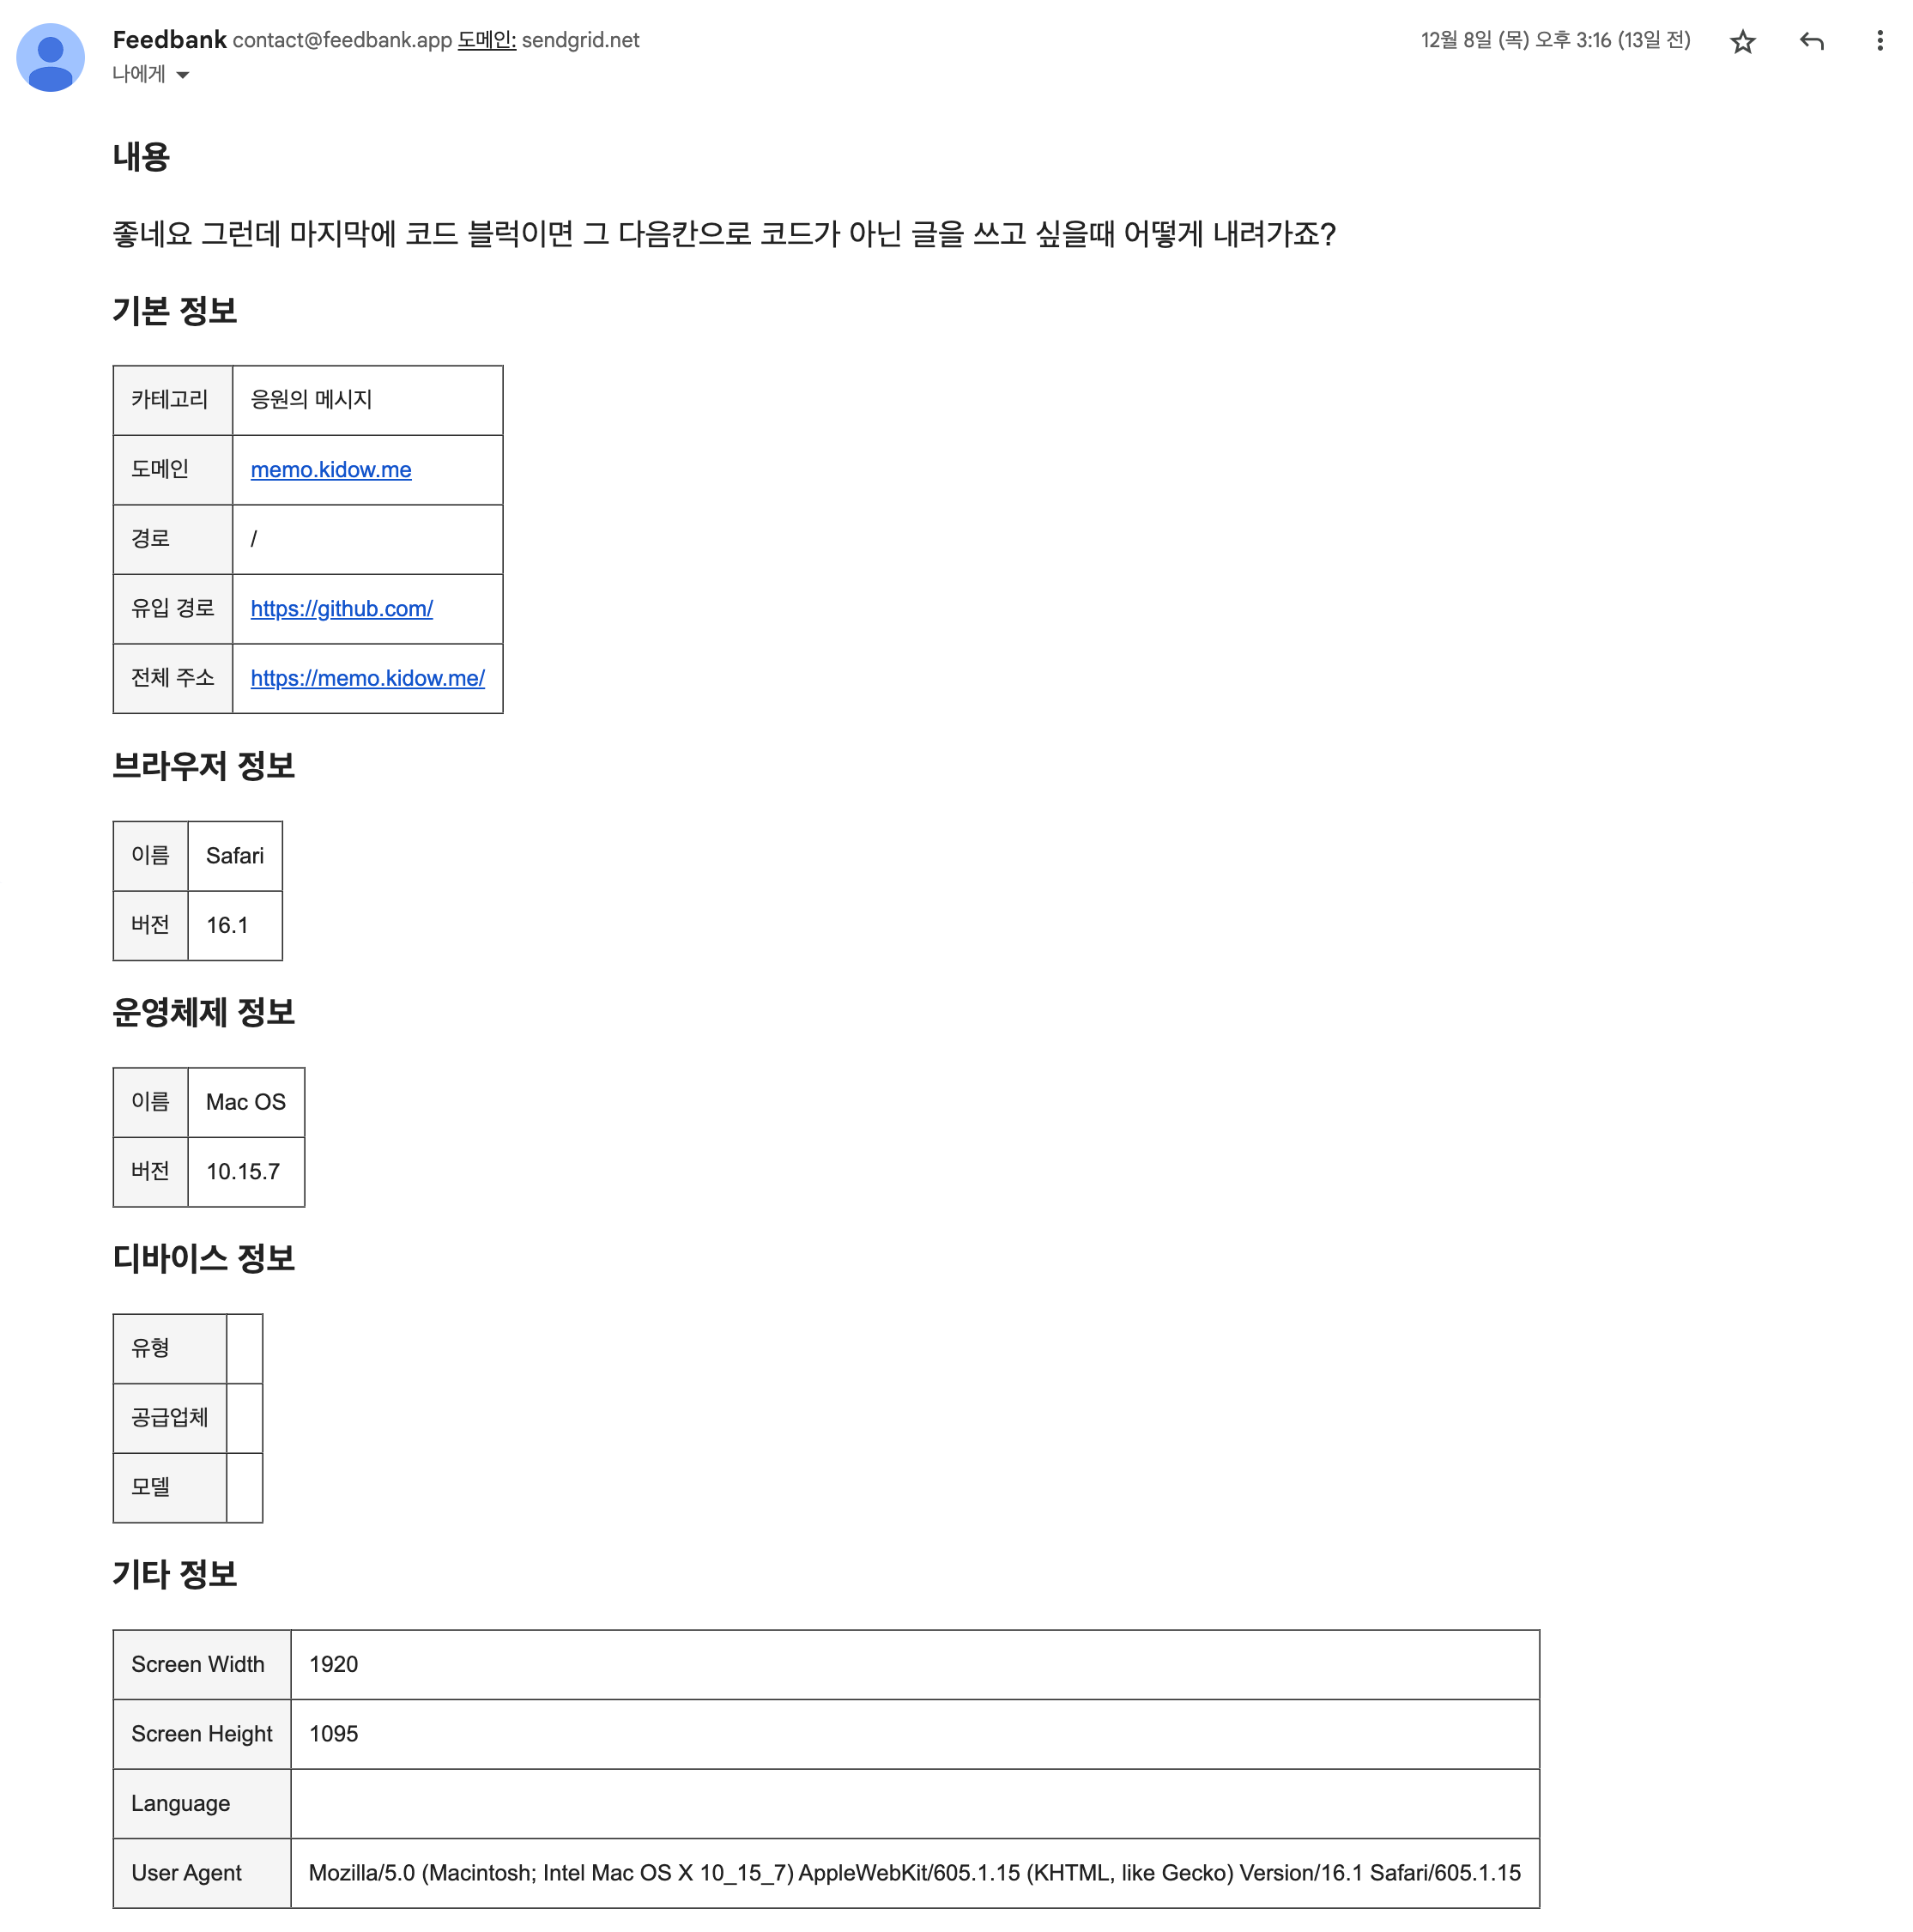 Feedbank contact@feedbank.app 도메인: sendgrid.net
12월 8일 (목) 오후 3:16 (13일 전)
나에게
내용
좋네요 그런데 마지막에 코드 블럭이면 그 다음칸으로 코드가 아닌 글을 쓰고 싶을때 어떻게 내려가죠?
기본 정보
카테고리 응원의 메시지
도메인 memo.kidow.me
경로 /
유입 경로 https://github.com/
전체 주소 https://memo.kidow.me/
브라우저 정보
이름 Safari
버전 16.1
운영체제 정보
이름 Mac OS
버전 10.15.7
디바이스 정보
유형
공급업체
모델
기타 정보
Screen Width 1920
Screen Height 1095
Language
User Agent Mozilla/5.0 (Macintosh; Intel Mac OS X 10_15_7) AppleWebKit/605.1.15 (KHTML, like Gecko) Version/16.1 Safari/605.1.15